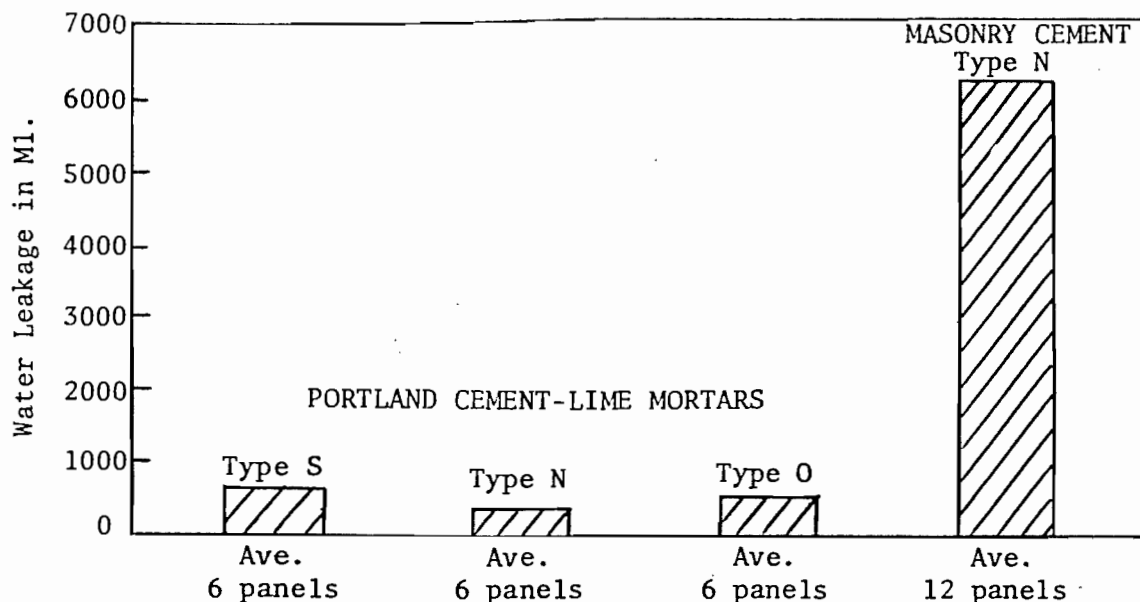 Water Leakage in Ml.
7000
6000
5000
4000
3000
2000
1000
0
MASONRY CEMENT
Type N
PORTLAND CEMENT-LIME MORTARS
Type S
Type N
Type O
Ave.
6 panels
Ave.
6 panels
Ave.
6 panels
Ave.
12 panels